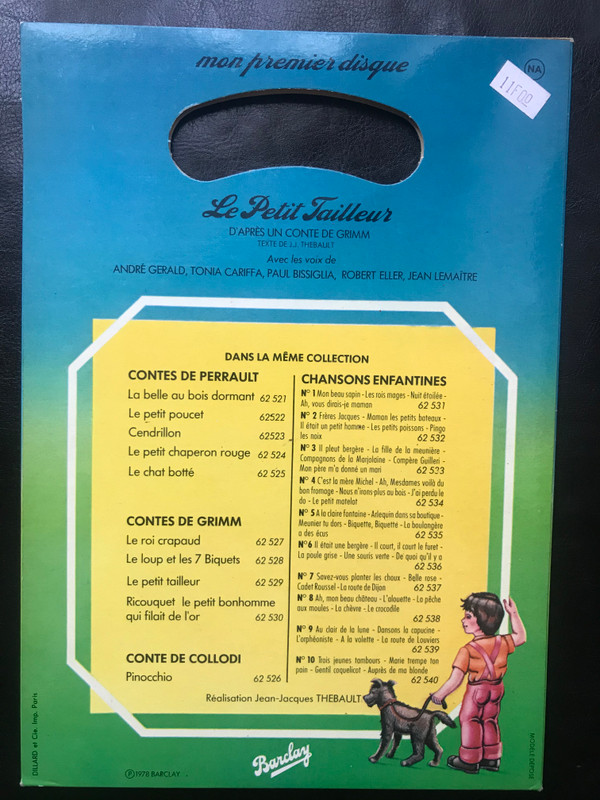 mon premier disque
NA
11F00
Le Petit Tailleur
D'APRÈS UN CONTE DE GRIMM
TEXTE DE J.J. THEBAULT
Avec les voix de
ANDRÉ GERALD, TONIA CARIFFA, PAUL BISSIGLIA, ROBERT ELLER, JEAN LEMAÎTRE
DANS LA MÊME COLLECTION
CONTES DE PERRAULT
La belle au bois dormant 62 521
Le petit poucet 62522
Cendrillon 62523
Le petit chaperon rouge 62 524
Le chat botté 62 525
CONTES DE GRIMM
Le roi crapaud 62 527
Le loup et les 7 Biquets 62 528
Le petit tailleur 62 529
Ricouquet le petit bonhomme
qui filait de l'or 62 530
CONTE DE COLLODI
Pinocchio 62 526
CHANSONS ENFANTINES
N° 1 Mon beau sapin - Les rois mages - Nuit étoilée -
Ah, vous dirais-je maman 62 531
N° 2 Frères Jacques - Maman les petits bateaux -
Il était un petit homme - Les petits poissons - Pingo
les noix 62 532
N° 3 Il pleut bergère - La fille de la meunière -
Compagnons de la Marjolaine - Compère Guilleri -
Mon père m'a donné un mari 62 533
N° 4 C'est la mère Michel - Ah, Mesdames voilà du
bon fromage - Nous n'irons plus au bois - J'ai perdu le
do - Le petit matelot 62 534
N° 5 A la claire fontaine - Arlequin dans sa boutique -
Meunier tu dors - Biquette, Biquette - La boulangère
a des écus 62 535
N° 6 Il était une bergère - Il court, il court le furet -
La poule grise - Une souris verte - De quoi qu'il y a
62 536
N° 7 Savez-vous planter les choux - Belle rose -
Cadet Roussel - La route de Dijon 62 537
N° 8 Ah, mon beau château - L'alouette - La pêche
aux moules - La chèvre - Le crocodile
62 538
N° 9 Au clair de la lune - Dansons la capucine -
L'orphéoniste - A la volette - La route de Louviers
62 539
N° 10 Trois jeunes tambours - Marie trempe ton
pain - Gentil coquelicot - Auprès de ma blonde
62 540
Réalisation Jean-Jacques THEBAULT
Barclay
℗ 1978 BARCLAY
DILLARD et Cie. Imp. Paris
MODÈLE DÉPOSÉ